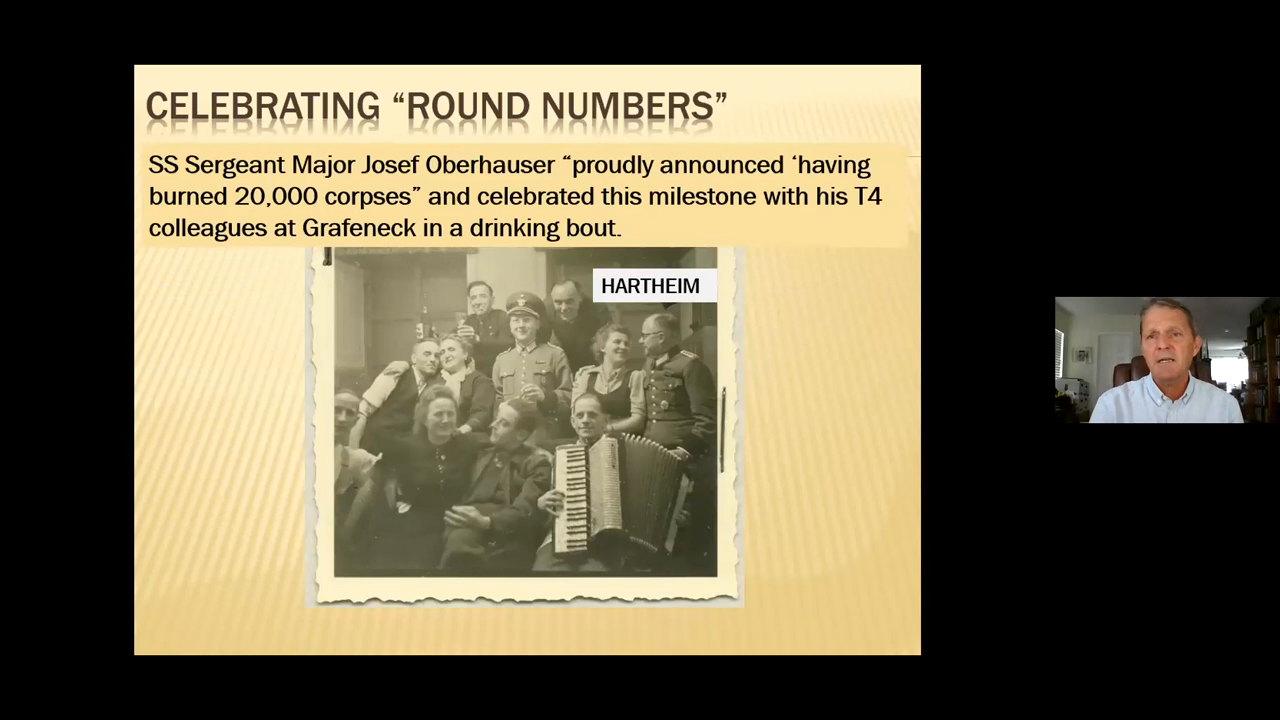 CELEBRATING “ROUND NUMBERS”
SS Sergeant Major Josef Oberhauser “proudly announced ‘having
burned 20,000 corpses” and celebrated this milestone with his T4
colleagues at Grafeneck in a drinking bout.
HARTHEIM